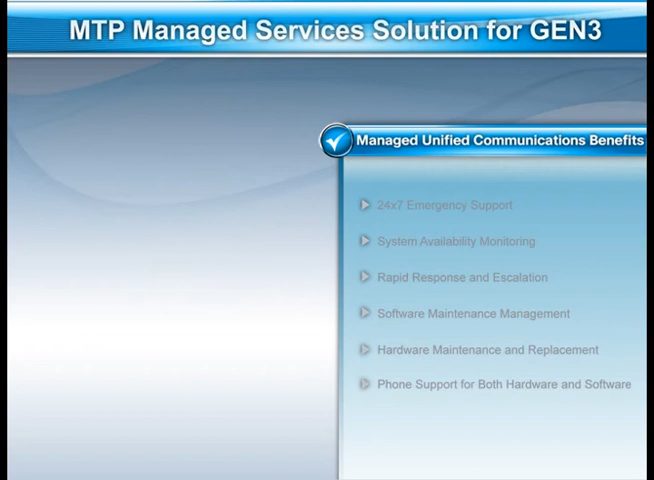 MTP Managed Services Solution for GEN3
Managed Unified Communications Benefits
24x7 Emergency Support
System Availability Monitoring
Rapid Response and Escalation
Software Maintenance Management
Hardware Maintenance and Replacement
Phone Support for Both Hardware and Software